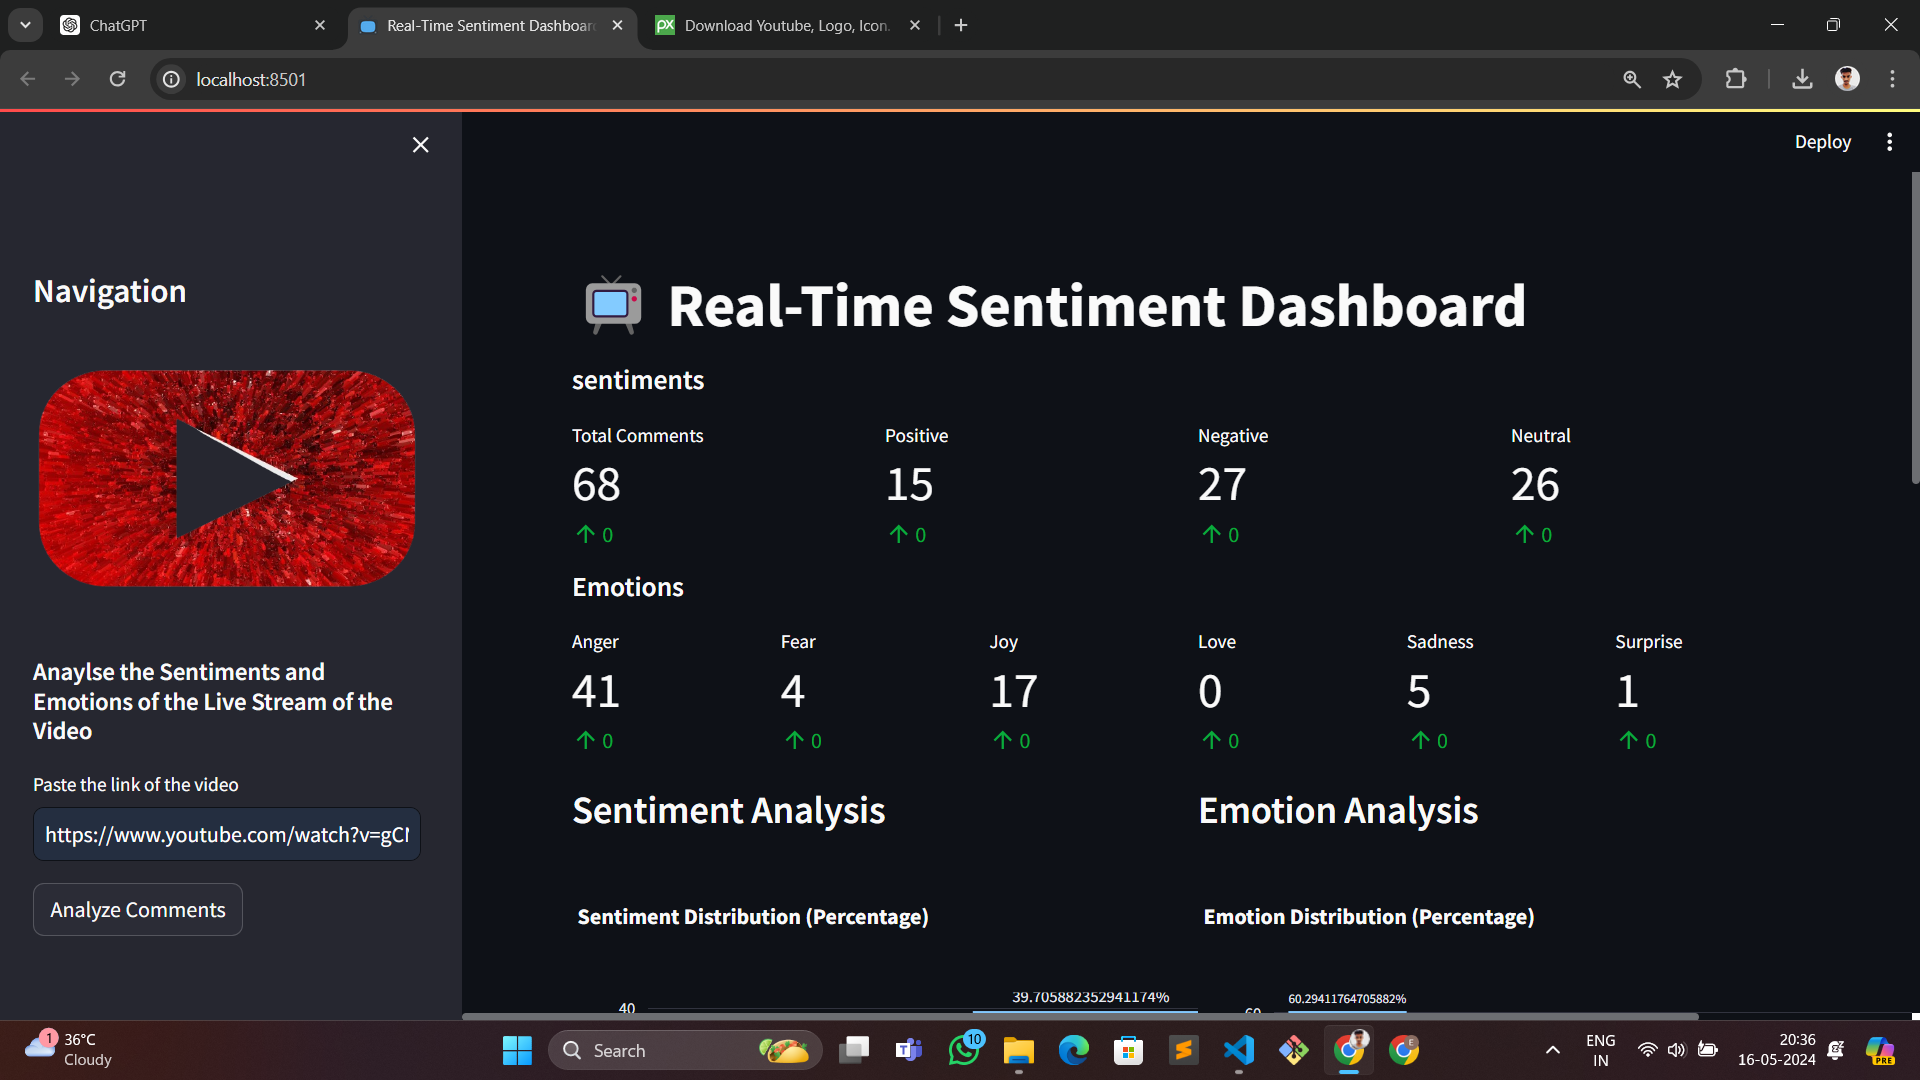 ChatGPT
Real-Time Sentiment Dashboar
Download Youtube, Logo, Icon.
localhost:8501
Deploy
Navigation
Real-Time Sentiment Dashboard
sentiments
Total Comments Positive Negative Neutral
68 15 27 26
↑ 0 ↑ 0 ↑ 0 ↑ 0
Emotions
Anger Fear Joy Love Sadness Surprise
41 4 17 0 5 1
↑ 0 ↑ 0 ↑ 0 ↑ 0 ↑ 0 ↑ 0
Anaylse the Sentiments and
Emotions of the Live Stream of the
Video
Paste the link of the video
https://www.youtube.com/watch?v=gC
Analyze Comments
Sentiment Analysis Emotion Analysis
Sentiment Distribution (Percentage) Emotion Distribution (Percentage)
39.705882352941174% 60.29411764705882%
40 60
1
36°C
Cloudy
Search
10
ENG
IN
20:36
16-05-2024
PRE